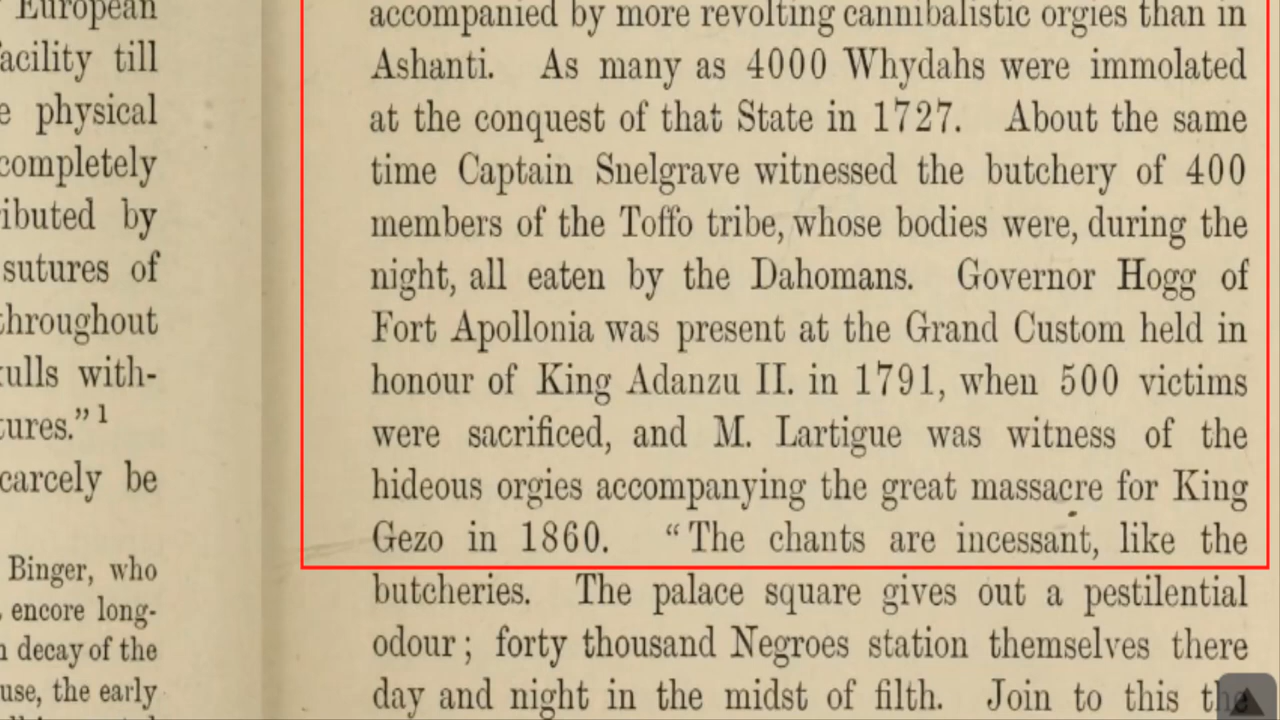 European
acility till
e physical
completely
ributed by
sutures of
throughout
ulls with-
tures." 1
carcely be
Binger, who
encore long-
n decay of the
use, the early
accompanied by more revolting cannibalistic orgies than in
Ashanti. As many as 4000 Whydahs were immolated
at the conquest of that State in 1727. About the same
time Captain Snelgrave witnessed the butchery of 400
members of the Toffo tribe, whose bodies were, during the
night, all eaten by the Dahomans. Governor Hogg of
Fort Apollonia was present at the Grand Custom held in
honour of King Adanzu II. in 1791, when 500 victims
were sacrificed, and M. Lartigue was witness of the
hideous orgies accompanying the great massacre for King
Gezo in 1860. "The chants are incessant, like the
butcheries. The palace square gives out a pestilential
odour; forty thousand Negroes station themselves there
day and night in the midst of filth. Join to this the